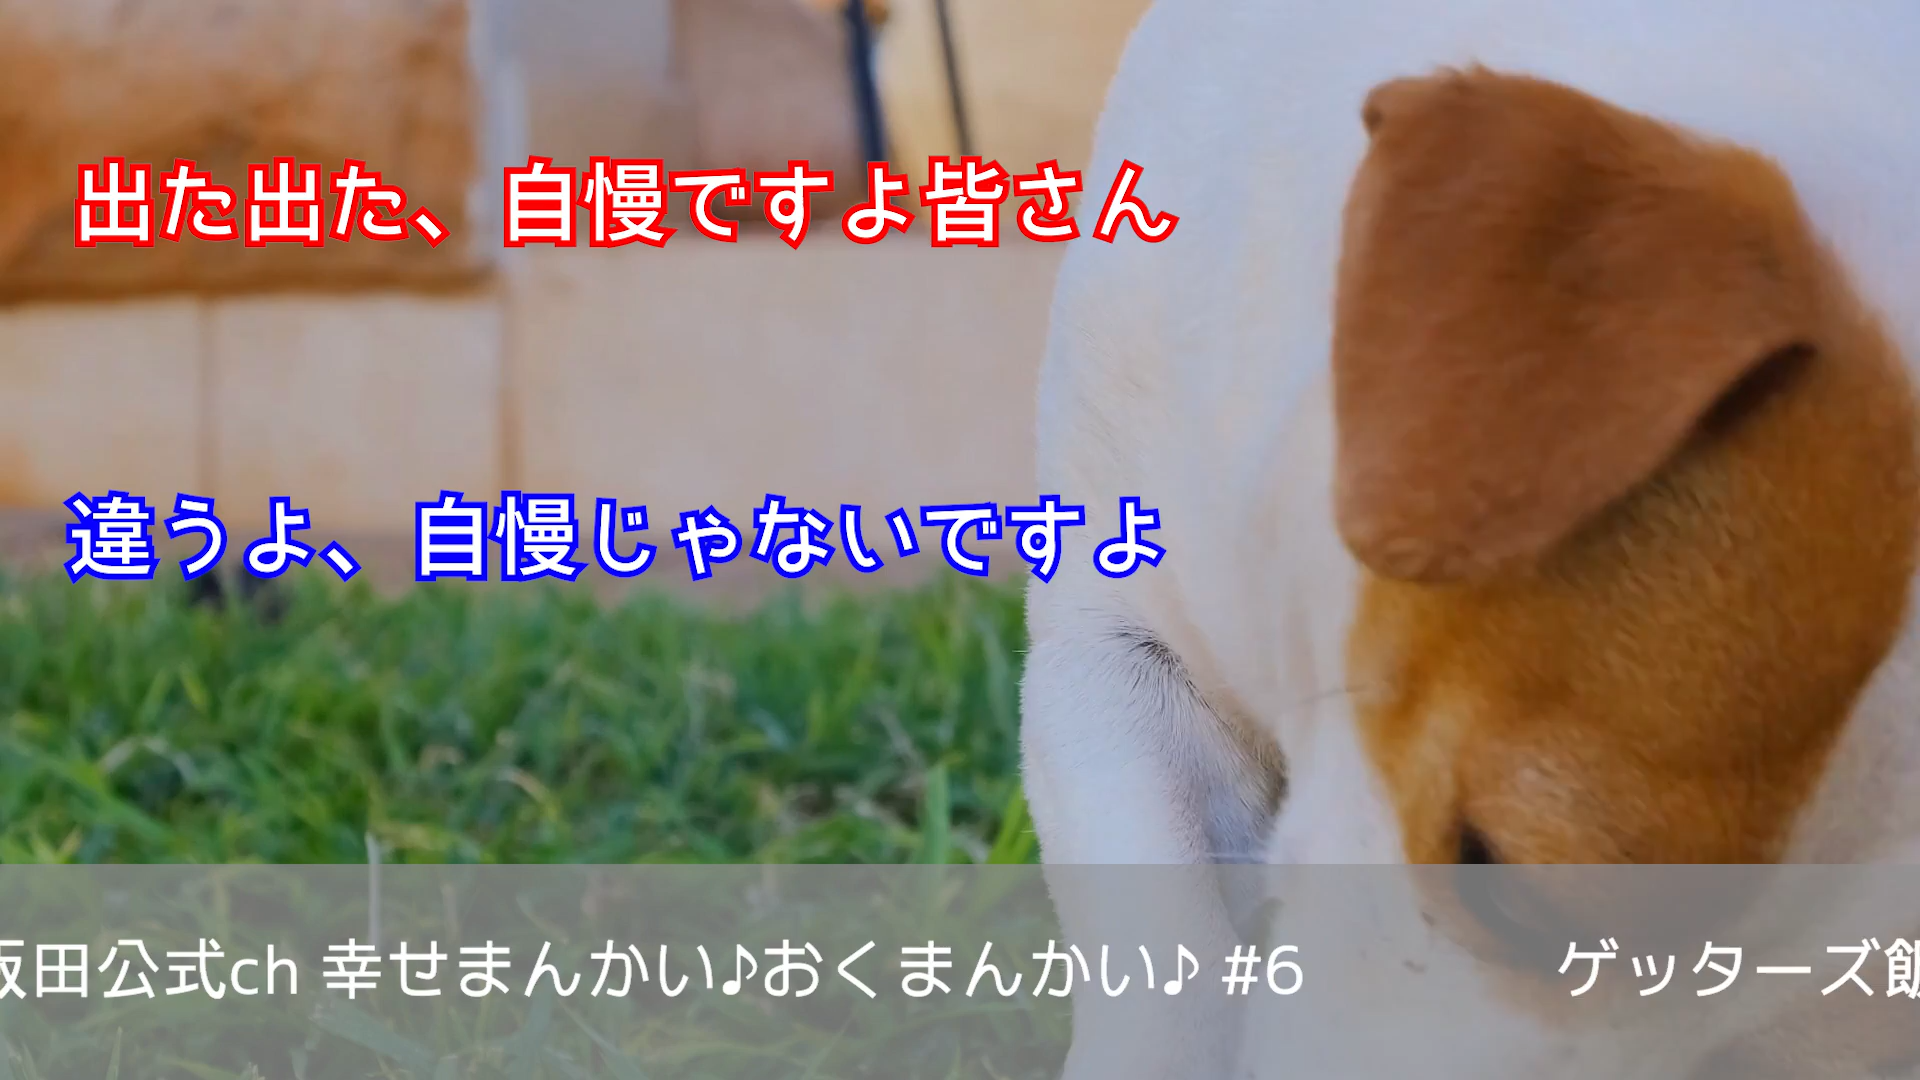 出た出た、自慢ですよ皆さん
違うよ、自慢じゃないですよ
田公式ch 幸せまんかい♪おくまんかい♪ #6 ゲッターズ飯